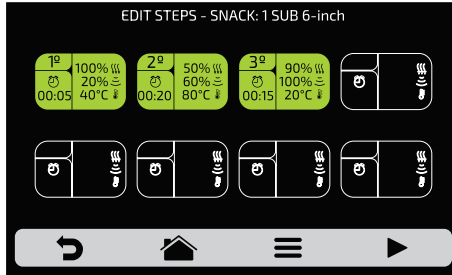 EDIT STEPS - SNACK: 1 SUB 6-inch
1º
100%
20%
00:05
40°C
2º
50%
60%
00:20
80°C
3º
90%
100%
00:15
20°C